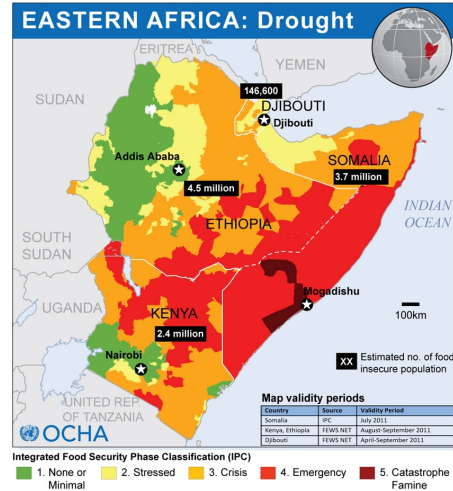 EASTERN AFRICA: Drought
ERITREA
YEMEN
SUDAN
146,600
DJIBOUTI
Djibouti
Addis Ababa
SOMALIA
3.7 million
4.5 million
INDIAN
OCEAN
ETHIOPIA
SOUTH
SUDAN
Mogadishu
UGANDA
KENYA
100km
2.4 million
Nairobi
XX Estimated no. of food
insecure population
UNITED REP.
OF TANZANIA
Map validity periods
Country Source Validity Period
Somalia IPC July 2011
Kenya, Ethiopia FEWS NET August-September 2011
Djibouti FEWS NET April-September 2011
OCHA
Integrated Food Security Phase Classification (IPC)
1. None or
Minimal
2. Stressed
3. Crisis
4. Emergency
5. Catastrophe
Famine